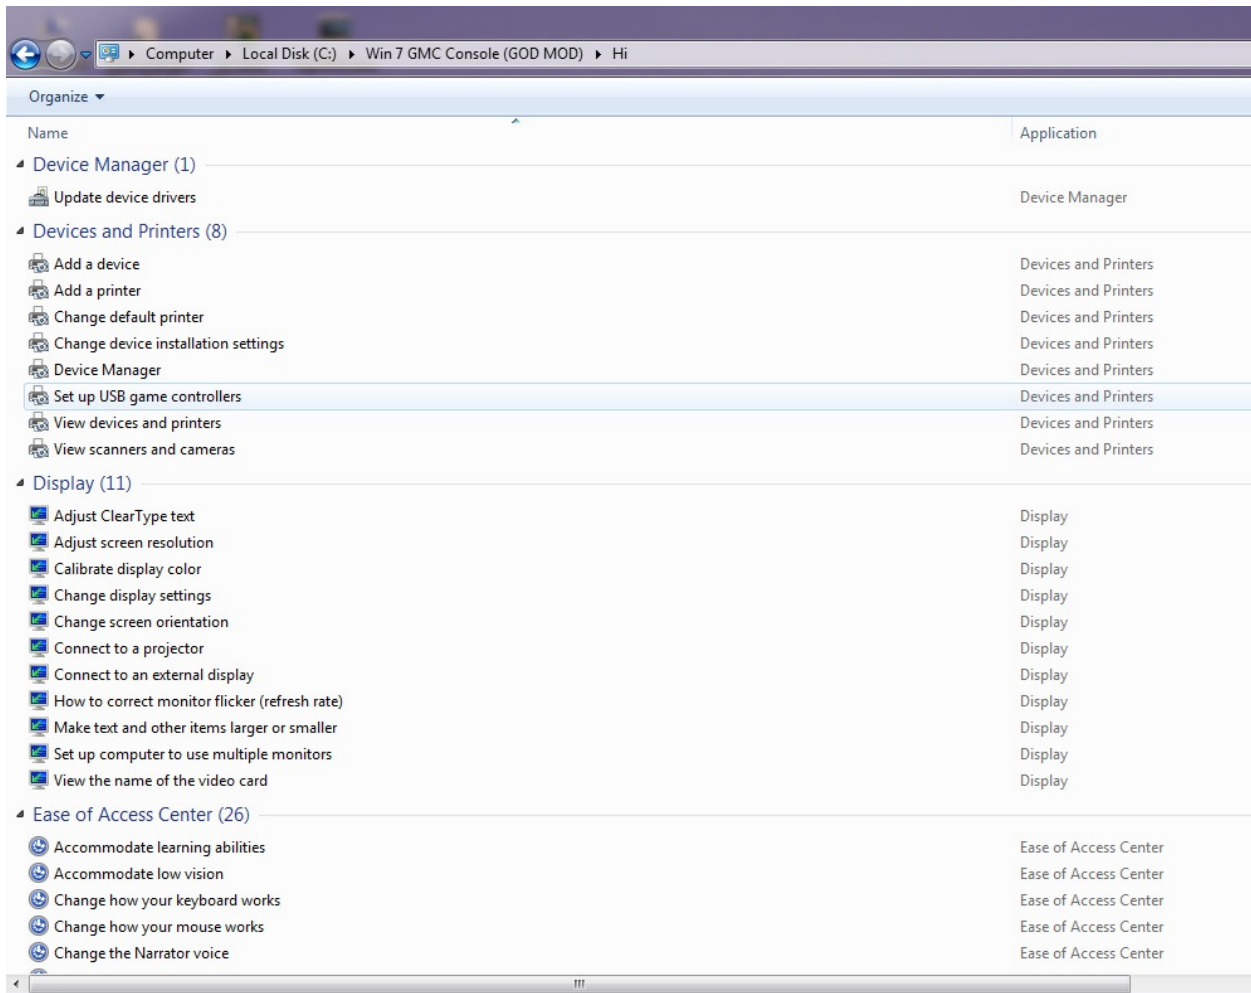 Computer Local Disk (C:) Win 7 GMC Console (GOD MOD) Hi
Organize
Name Application
Device Manager (1)
Update device drivers Device Manager
Devices and Printers (8)
Add a device Devices and Printers
Add a printer Devices and Printers
Change default printer Devices and Printers
Change device installation settings Devices and Printers
Device Manager Devices and Printers
Set up USB game controllers Devices and Printers
View devices and printers Devices and Printers
View scanners and cameras Devices and Printers
Display (11)
Adjust ClearType text Display
Adjust screen resolution Display
Calibrate display color Display
Change display settings Display
Change screen orientation Display
Connect to a projector Display
Connect to an external display Display
How to correct monitor flicker (refresh rate) Display
Make text and other items larger or smaller Display
Set up computer to use multiple monitors Display
View the name of the video card Display
Ease of Access Center (26)
Accommodate learning abilities Ease of Access Center
Accommodate low vision Ease of Access Center
Change how your keyboard works Ease of Access Center
Change how your mouse works Ease of Access Center
Change the Narrator voice Ease of Access Center